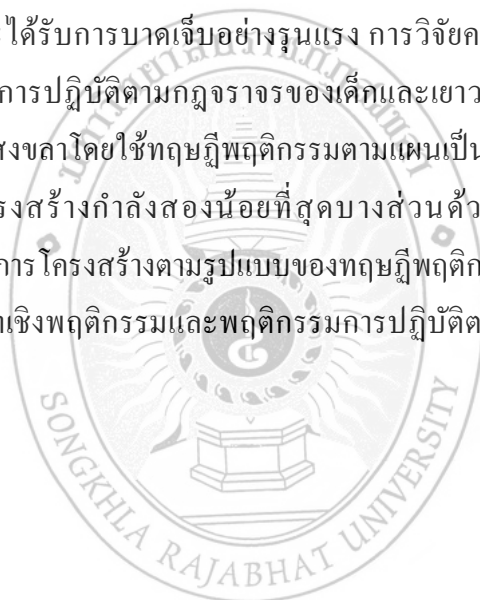 ได้รับการบาดเจ็บอย่างรุนแรง การวิจัยค
การปฏิบัติตามกฎจราจรของเด็กและเยาว
สงขลาโดยใช้ทฤษฎีพฤติกรรมตามแผนเป็น
รงสร้างกำลังสองน้อยที่สุดบางส่วนด้ว
การโครงสร้างตามรูปแบบของทฤษฎีพฤติก
าเชิงพฤติกรรมและพฤติกรรมการปฏิบัติต
SONGKHLA RAJABHAT UNIVERSITY